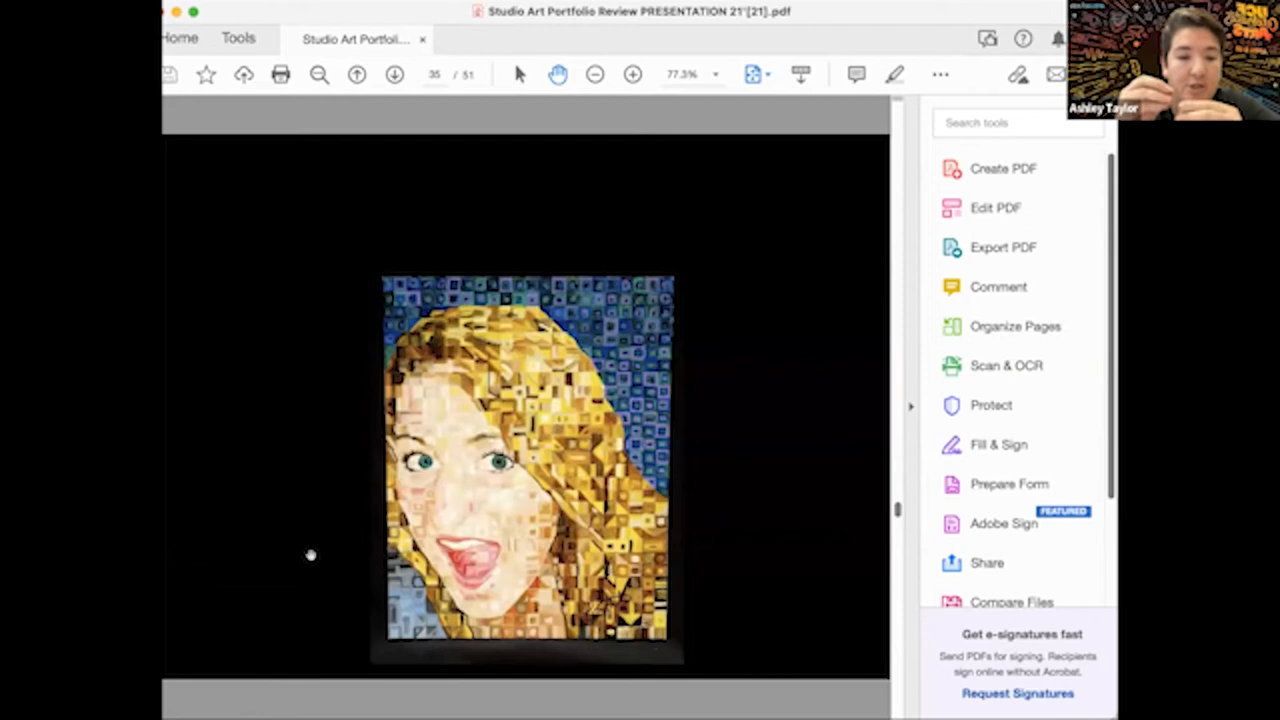 Studio Art Portfolio Review PRESENTATION 21'[21].pdf
Home
Tools
Studio Art Portfoli... ×
35 / 51
77.3%
Ashley Taylor
Search tools
Create PDF
Edit PDF
Export PDF
Comment
Organize Pages
Scan & OCR
Protect
Fill & Sign
Prepare Form
FEATURED
Adobe Sign
Share
Compare Files
Get e-signatures fast
Send PDFs for signing. Recipients
sign online without Acrobat.
Request Signatures